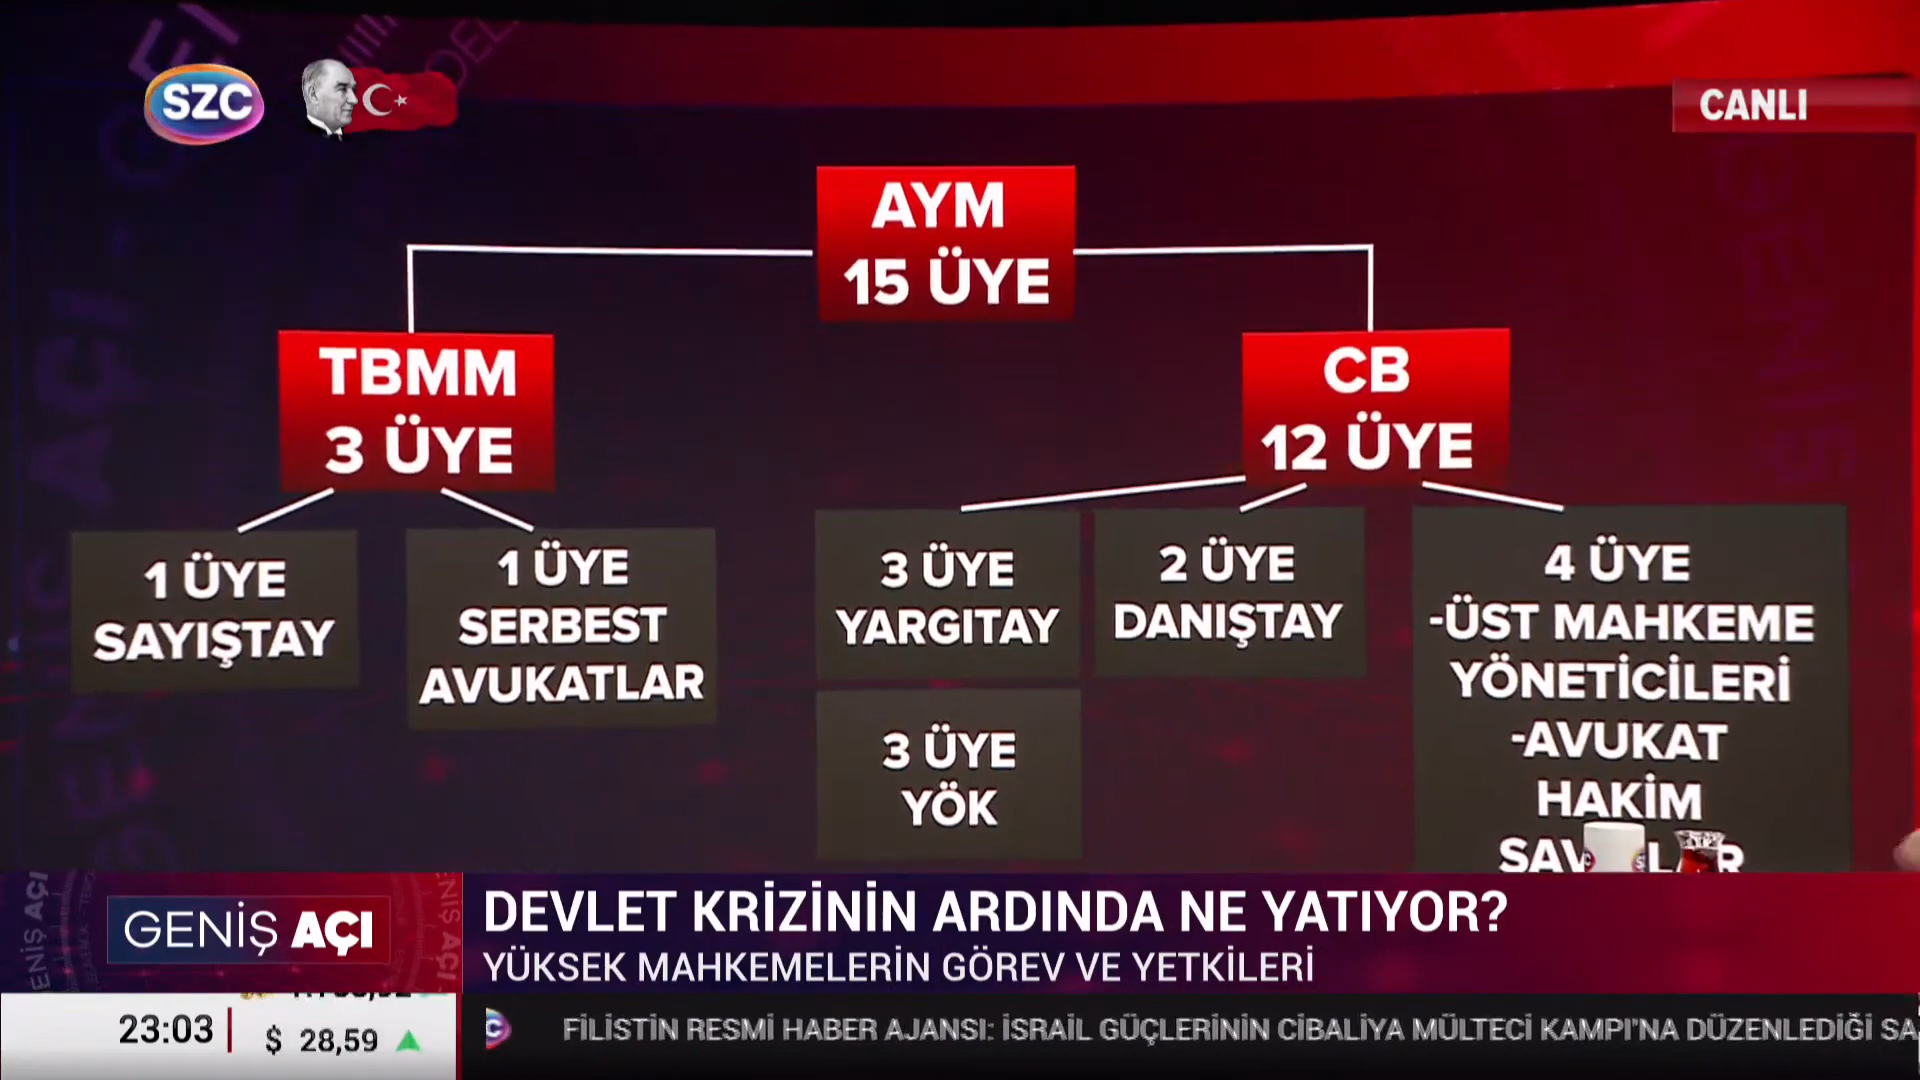 SZC
CANLI
AYM
15 ÜYE
TBMM
3 ÜYE
CB
12 ÜYE
1 ÜYE
SAYIŞTAY
1 ÜYE
SERBEST
AVUKATLAR
3 ÜYE
YARGITAY
2 ÜYE
DANIŞTAY
3 ÜYE
YÖK
4 ÜYE
-ÜST MAHKEME
YÖNETİCİLERİ
-AVUKAT
HAKİM
GENİŞ AÇI
DEVLET KRİZİNİN ARDINDA NE YATIYOR?
YÜKSEK MAHKEMELERİN GÖREV VE YETKİLERİ
23:03
$ 28,59
FİLİSTİN RESMİ HABER AJANSI: İSRAİL GÜÇLERİNİN CİBALİYA MÜLTECİ KAMPI'NA DÜZENLEDİĞİ SA